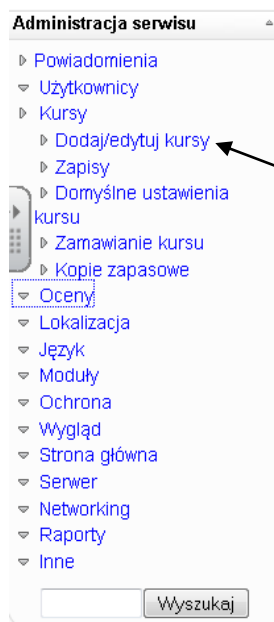 Administracja serwisu
Powiadomienia
Użytkownicy
Kursy
Dodaj/edytuj kursy
Zapisy
Domyślne ustawienia
kursu
Zamawianie kursu
Kopie zapasowe
Oceny
Lokalizacja
Język
Moduły
Ochrona
Wygląd
Strona główna
Serwer
Networking
Raporty
Inne
Wyszukaj